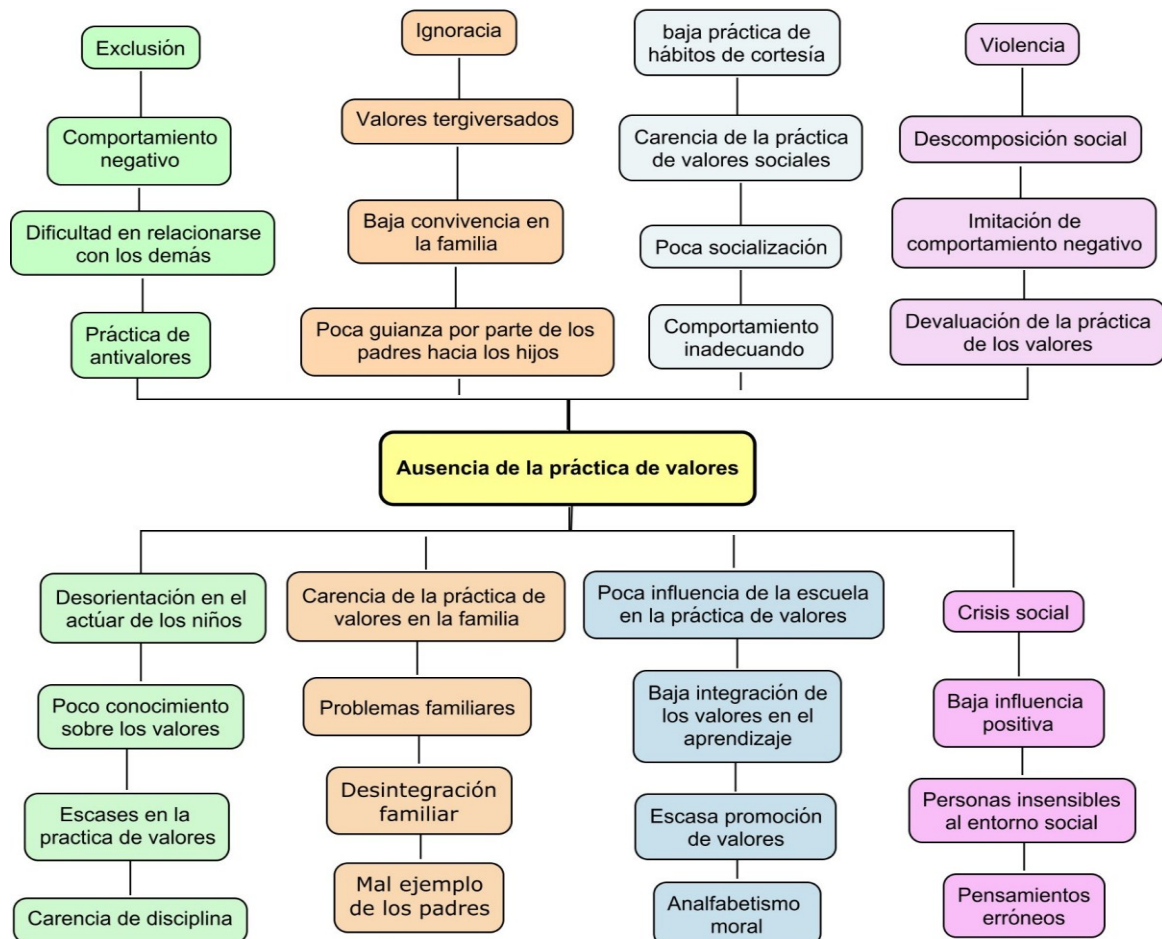 Exclusión
Ignoracia
baja práctica de
hábitos de cortesía
Violencia
Comportamiento
negativo
Valores tergiversados
Carencia de la práctica
de valores sociales
Descomposición social
Dificultad en relacionarse
con los demás
Baja convivencia en
la familia
Poca socialización
Imitación de
comportamiento negativo
Práctica de
antivalores
Poca guianza por parte de los
padres hacia los hijos
Comportamiento
inadecuando
Devaluación de la práctica
de los valores
Ausencia de la práctica de valores
Desorientación en el
actúar de los niños
Carencia de la práctica de
valores en la familia
Poca influencia de la escuela
en la práctica de valores
Crisis social
Poco conocimiento
sobre los valores
Problemas familiares
Baja integración de
los valores en el
aprendizaje
Baja influencia
positiva
Escases en la
practica de valores
Desintegración
familiar
Escasa promoción
de valores
Personas insensibles
al entorno social
Carencia de disciplina
Mal ejemplo
de los padres
Analfabetismo
moral
Pensamientos
erróneos